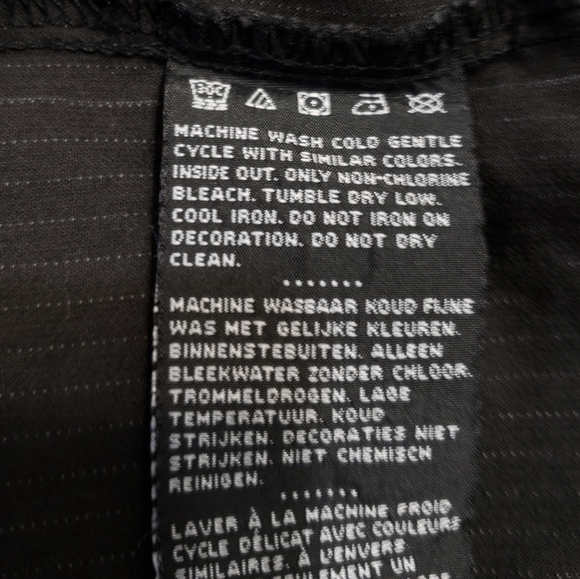 30C
MACHINE WASH COLD GENTLE
CYCLE WITH SIMILAR COLORS.
INSIDE OUT. ONLY NON-CHLORINE
BLEACH. TUMBLE DRY LOW.
COOL IRON. DO NOT IRON ON
DECORATION. DO NOT DRY
CLEAN.
.......
MACHINE WASBAAR KOUD FIJNE
WAS MET GELIJKE KLEUREN.
BINNENSTEBUITEN. ALLEEN
BLEEKWATER ZONDER CHLOOR.
TROMMELDROGEN. LAGE
TEMPERATUUR. KOUD
STRIJKEN. DECORATIES NIET
STRIJKEN. NIET CHEMISCH
REINIGEN.
.......
LAVER À LA MACHINE FROID
CYCLE DÉLICAT AVEC COULEURS
SIMILAIRES. À L'ENVERS
SEULEMENT UN